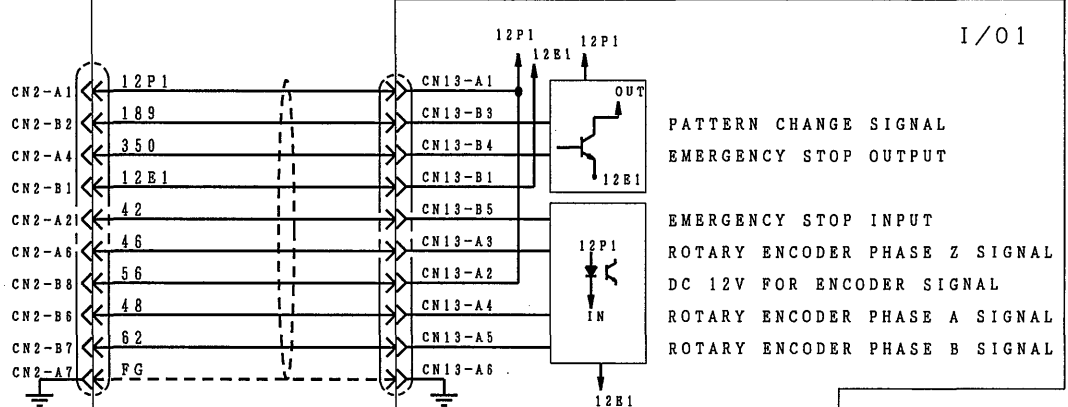 12P1
12E1 12P1
I/O1
CN2-A1 12P1 CN13-A1
OUT
CN2-B2 189 CN13-B3 PATTERN CHANGE SIGNAL
CN2-A4 350 CN13-B4 EMERGENCY STOP OUTPUT
CN2-B1 12E1 CN13-B1 12E1
CN2-A2 42 CN13-B5 EMERGENCY STOP INPUT
CN2-A6 46 CN13-A3 12P1 ROTARY ENCODER PHASE Z SIGNAL
CN2-B8 56 CN13-A2 DC 12V FOR ENCODER SIGNAL
CN2-B6 48 CN13-A4 IN ROTARY ENCODER PHASE A SIGNAL
CN2-B7 62 CN13-A5 ROTARY ENCODER PHASE B SIGNAL
CN2-A7 FG CN13-A6
12E1